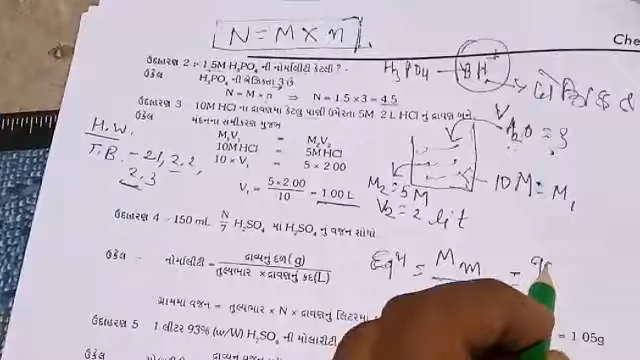 N = M × n
Che
ઉદાહરણ 2 :- 1.5M H₃PO₄ ની નોર્માલીટી કેટલી ? -
ઉકેલ H₃PO₄ ની બેઝિકતા 3 છે
N = M × n ⇒ N = 1.5 × 3 = 4.5
H₃PO₄ — 3H⁺
ઉદાહરણ 3 10M HCl ના દ્રાવણમાં કેટલુ પાણી ઉમેરતા 5M 2 L HCl નું દ્રાવણ બને
ઉકેલ મંદનના સમીકરણ મુજબ
M₁V₁ = M₂V₂
10M HCl = 5M HCl
10 × V₁ = 5 × 2.00
V₁ = 5 × 2.00 / 10 = 1.00 L
H.W.
T.B. - 21, 2.2,
2.3
H₂O = ?
10M = M₁
M₂ = 5 M
V₂ = 2 lit
ઉદાહરણ 4 :- 150 mL N/7 H₂SO₄ માં H₂SO₄ નુ વજન શોધો
ઉકેલ - નોર્માલીટી = દ્રાવ્યનુ દળ (g) / તુલ્યભાર × દ્રાવણનું કદ (L)
ગ્રામમાં વજન = તુલ્યભાર × N × દ્રાવણનું લિટરમાં
= 1.05g
ઉદાહરણ 5 1 લીટર 93% (w/W) H₂SO₄ ની મોલારીટી
ઉકેલ